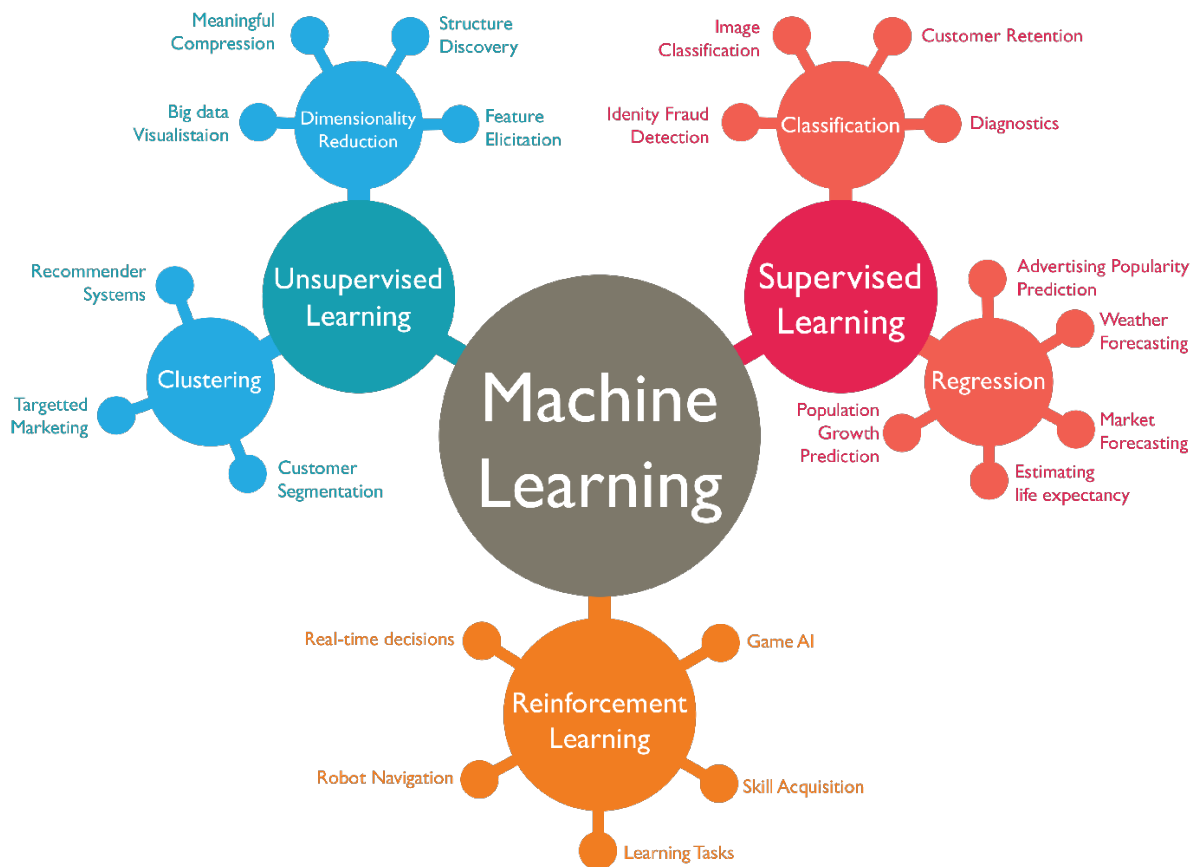 Meaningful
Compression
Structure
Discovery
Big data
Visualistaion
Dimensionality
Reduction
Feature
Elicitation
Image
Classification
Customer Retention
Idenity Fraud
Detection
Classification
Diagnostics
Recommender
Systems
Unsupervised
Learning
Clustering
Targetted
Marketing
Customer
Segmentation
Machine
Learning
Supervised
Learning
Advertising Popularity
Prediction
Weather
Forecasting
Regression
Population
Growth
Prediction
Market
Forecasting
Estimating
life expectancy
Real-time decisions
Game AI
Reinforcement
Learning
Robot Navigation
Skill Acquisition
Learning Tasks